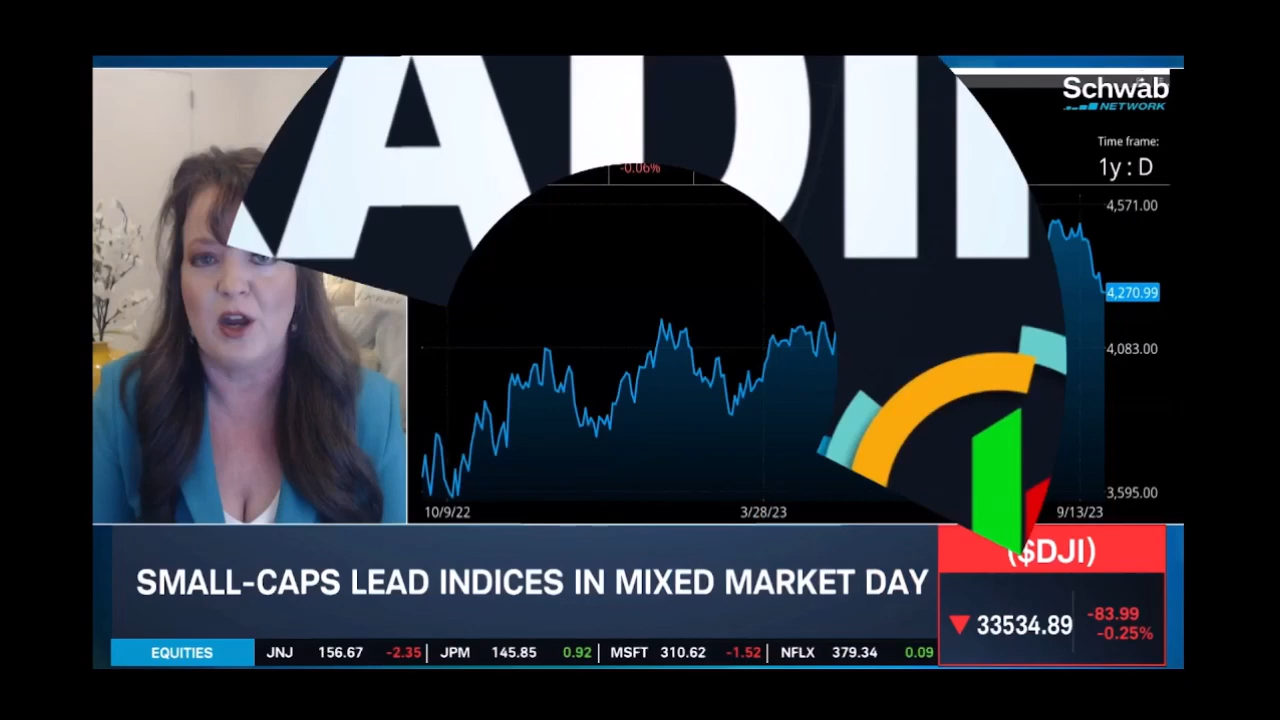 ADII
Schwab
NETWORK
Time frame:
1y : D
-0.06%
4,571.00
4,270.99
4,083.00
3,595.00
10/9/22
3/28/23
9/13/23
SMALL-CAPS LEAD INDICES IN MIXED MARKET DAY
($DJI)
33534.89
-83.99
-0.25%
EQUITIES JNJ 156.67 -2.35 JPM 145.85 0.92 MSFT 310.62 -1.52 NFLX 379.34 0.09